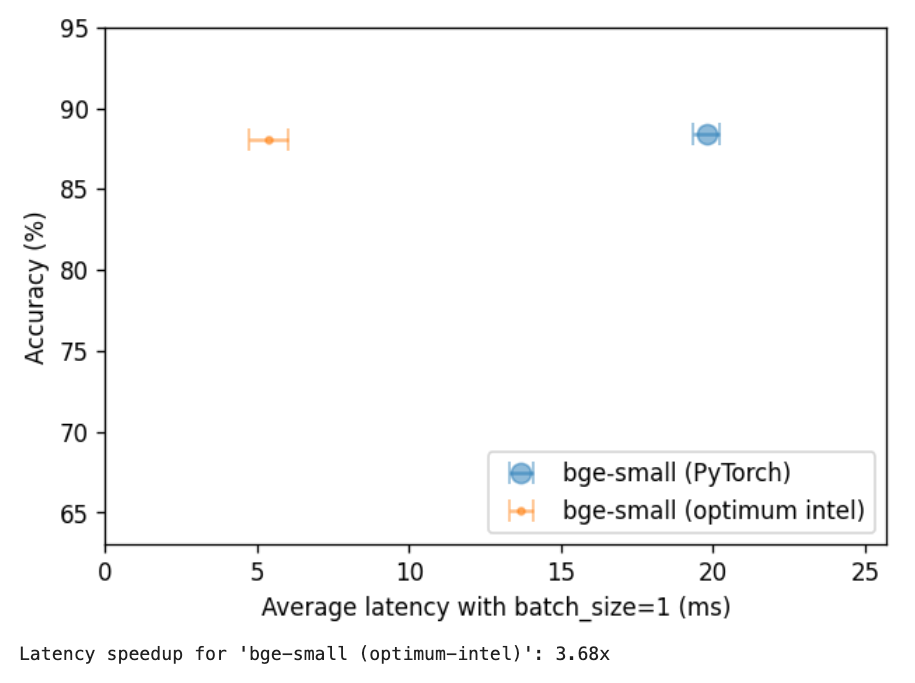 95
90
85
80
75
70
65
Accuracy (%)
bge-small (PyTorch)
bge-small (optimum intel)
0 5 10 15 20 25
Average latency with batch_size=1 (ms)
Latency speedup for 'bge-small (optimum-intel)': 3.68x